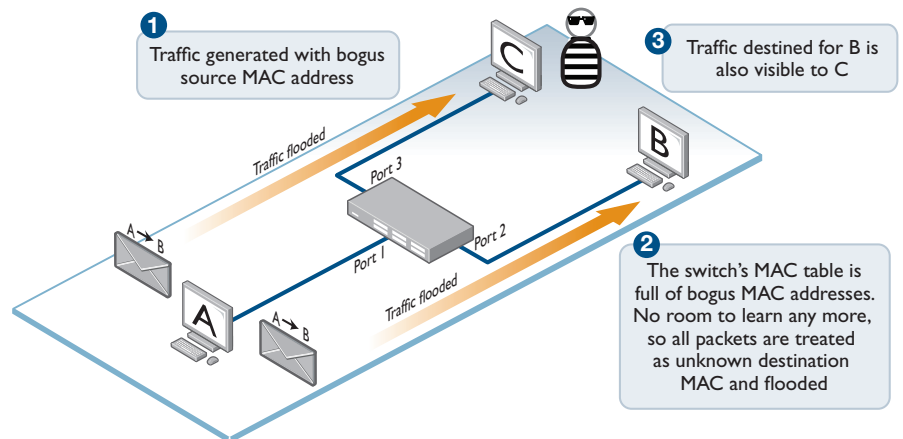 1
Traffic generated with bogus
source MAC address
C
3
Traffic destined for B is
also visible to C
B
Traffic flooded
Port 3
A → B
Port 1
Port 2
Traffic flooded
A
A → B
2
The switch's MAC table is
full of bogus MAC addresses.
No room to learn any more,
so all packets are treated
as unknown destination
MAC and flooded